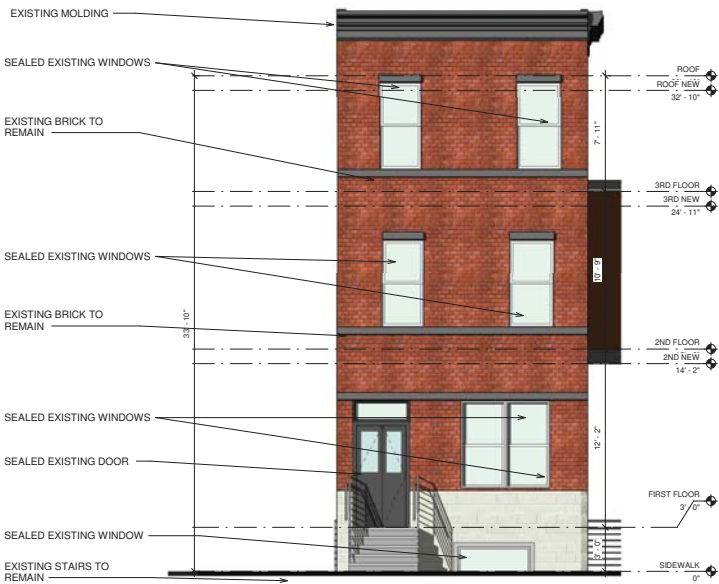 EXISTING MOLDING
SEALED EXISTING WINDOWS
EXISTING BRICK TO
REMAIN
SEALED EXISTING WINDOWS
EXISTING BRICK TO
REMAIN
SEALED EXISTING WINDOWS
SEALED EXISTING DOOR
SEALED EXISTING WINDOW
EXISTING STAIRS TO
REMAIN
33' - 10"
7' - 11"
10' - 9"
12' - 2"
3' - 0"
ROOF
ROOF NEW
32' - 10"
3RD FLOOR
3RD NEW
24' - 11"
2ND FLOOR
2ND NEW
14' - 2"
FIRST FLOOR
3' 0"
SIDEWALK
0"